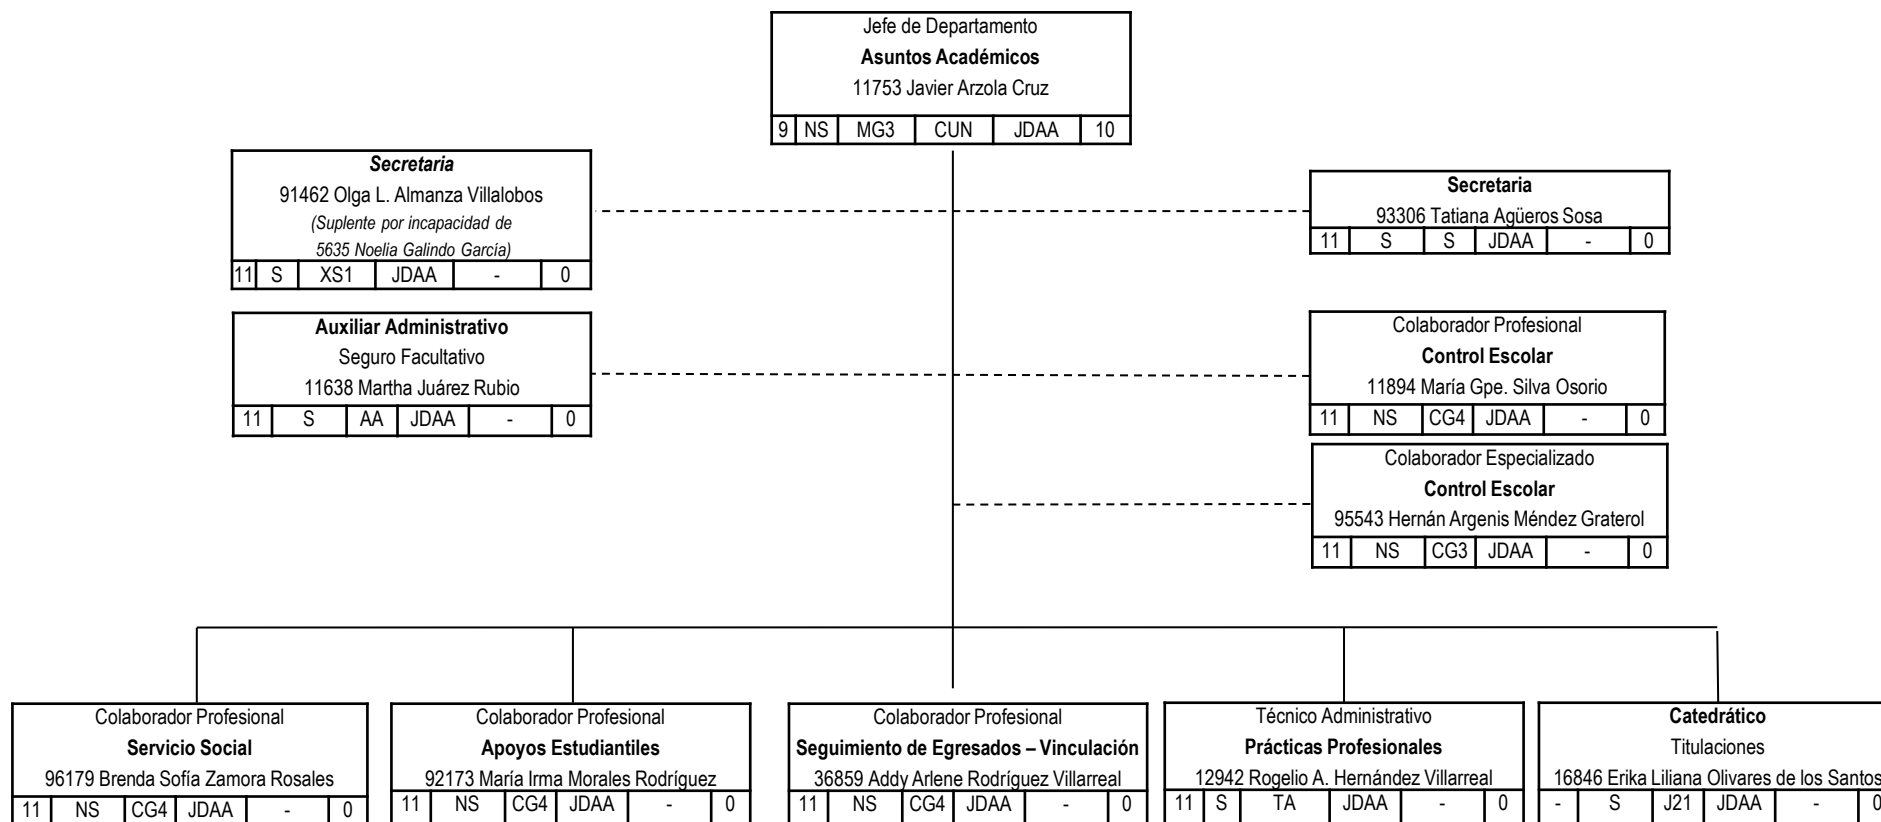 Jefe de Departamento
Asuntos Académicos
11753 Javier Arzola Cruz
9 NS MG3 CUN JDAA 10
Secretaria
91462 Olga L. Almanza Villalobos
(Suplente por incapacidad de
5635 Noelia Galindo García)
11 S XS1 JDAA - 0
Secretaria
93306 Tatiana Agüeros Sosa
11 S S JDAA - 0
Auxiliar Administrativo
Seguro Facultativo
11638 Martha Juárez Rubio
11 S AA JDAA - 0
Colaborador Profesional
Control Escolar
11894 María Gpe. Silva Osorio
11 NS CG4 JDAA - 0
Colaborador Especializado
Control Escolar
95543 Hernán Argenis Méndez Graterol
11 NS CG3 JDAA - 0
Colaborador Profesional
Servicio Social
96179 Brenda Sofía Zamora Rosales
11 NS CG4 JDAA - 0
Colaborador Profesional
Apoyos Estudiantiles
92173 María Irma Morales Rodríguez
11 NS CG4 JDAA - 0
Colaborador Profesional
Seguimiento de Egresados – Vinculación
36859 Addy Arlene Rodríguez Villarreal
11 NS CG4 JDAA - 0
Técnico Administrativo
Prácticas Profesionales
12942 Rogelio A. Hernández Villarreal
11 S TA JDAA - 0
Catedrático
Titulaciones
16846 Erika Liliana Olivares de los Santos
- S J21 JDAA - 0